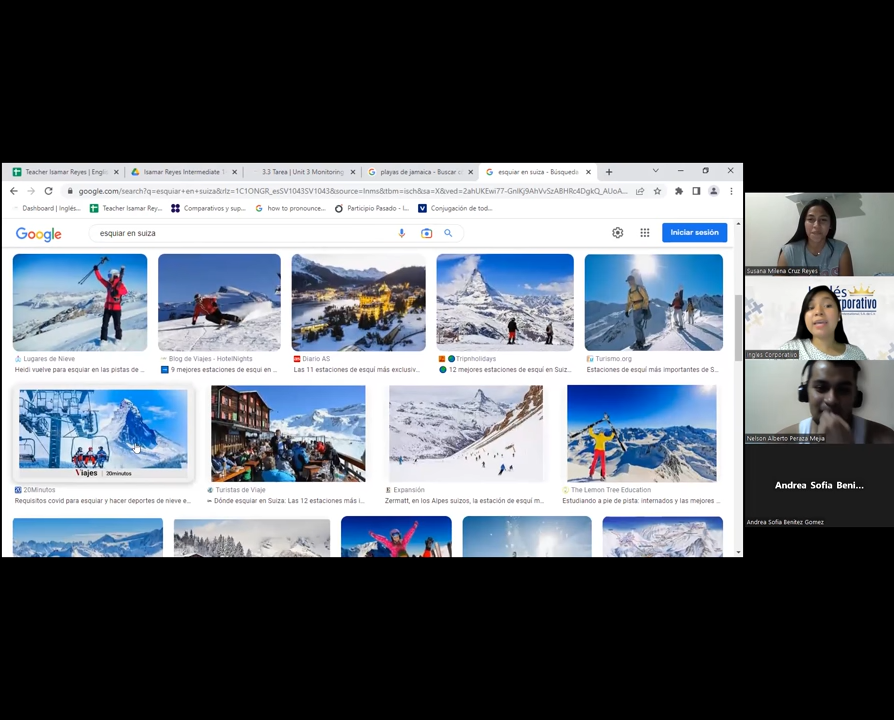 Teacher Isamar Reyes | Engli
Isamar Reyes Intermediate
3.3 Tarea | Unit 3 Monitoring
playas de jamaica - Buscar
esquiar en suiza - Búsqueda
google.com/search?q=esquiar+en+suiza&rlz=1C1ONGR_esSV1043SV1043&source=lnms&tbm=isch&sa=X&ved=
Dashboard | Inglés...
Teacher Isamar Rey...
Comparativos y sup...
how to pronounce...
Participio Pasado - I...
Conjugación de tod...
Google
esquiar en suiza
Iniciar sesión
Lugares de Nieve
Heidi vuelve para esquiar en las pistas de ...
Blog de Viajes - HotelNights
9 mejores estaciones de esquí en ...
Diario AS
Las 11 estaciones de esquí más exclusiv...
Tripnholidays
12 mejores estaciones de esquí en Suiz...
Turismo.org
Estaciones de esquí más importantes de S...
Viajes | 20minutos
20Minutos
Requisitos covid para esquiar y hacer deportes de nieve e...
Turistas de Viaje
Dónde esquiar en Suiza: Las 12 estaciones más i...
Expansión
Zermatt, en los Alpes suizos, la estación de esquí m...
The Lemon Tree Education
Estudiando a pie de pista: internados y las mejores ...
Susana Milena Cruz Reyes
Ingles Corporativo
Nelson Alberto Peraza Mejia
Andrea Sofia Beni...
Andrea Sofia Benitez Gomez